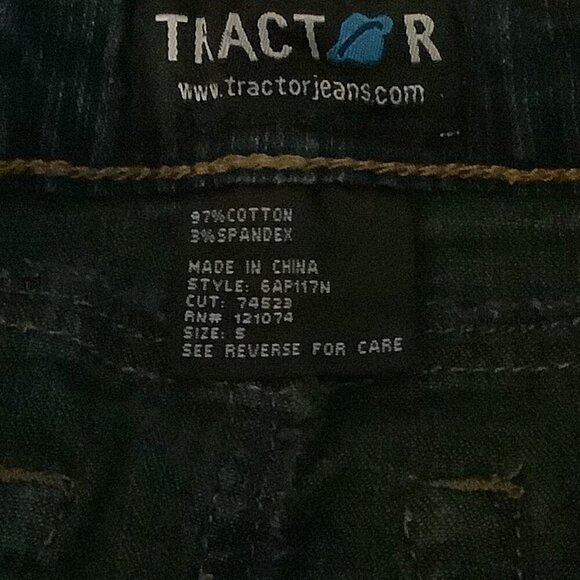 TRACTOR
www.tractorjeans.com
97%COTTON
3%SPANDEX
MADE IN CHINA
STYLE: 6AP117N
CUT: 74523
RN# 121074
SIZE: S
SEE REVERSE FOR CARE